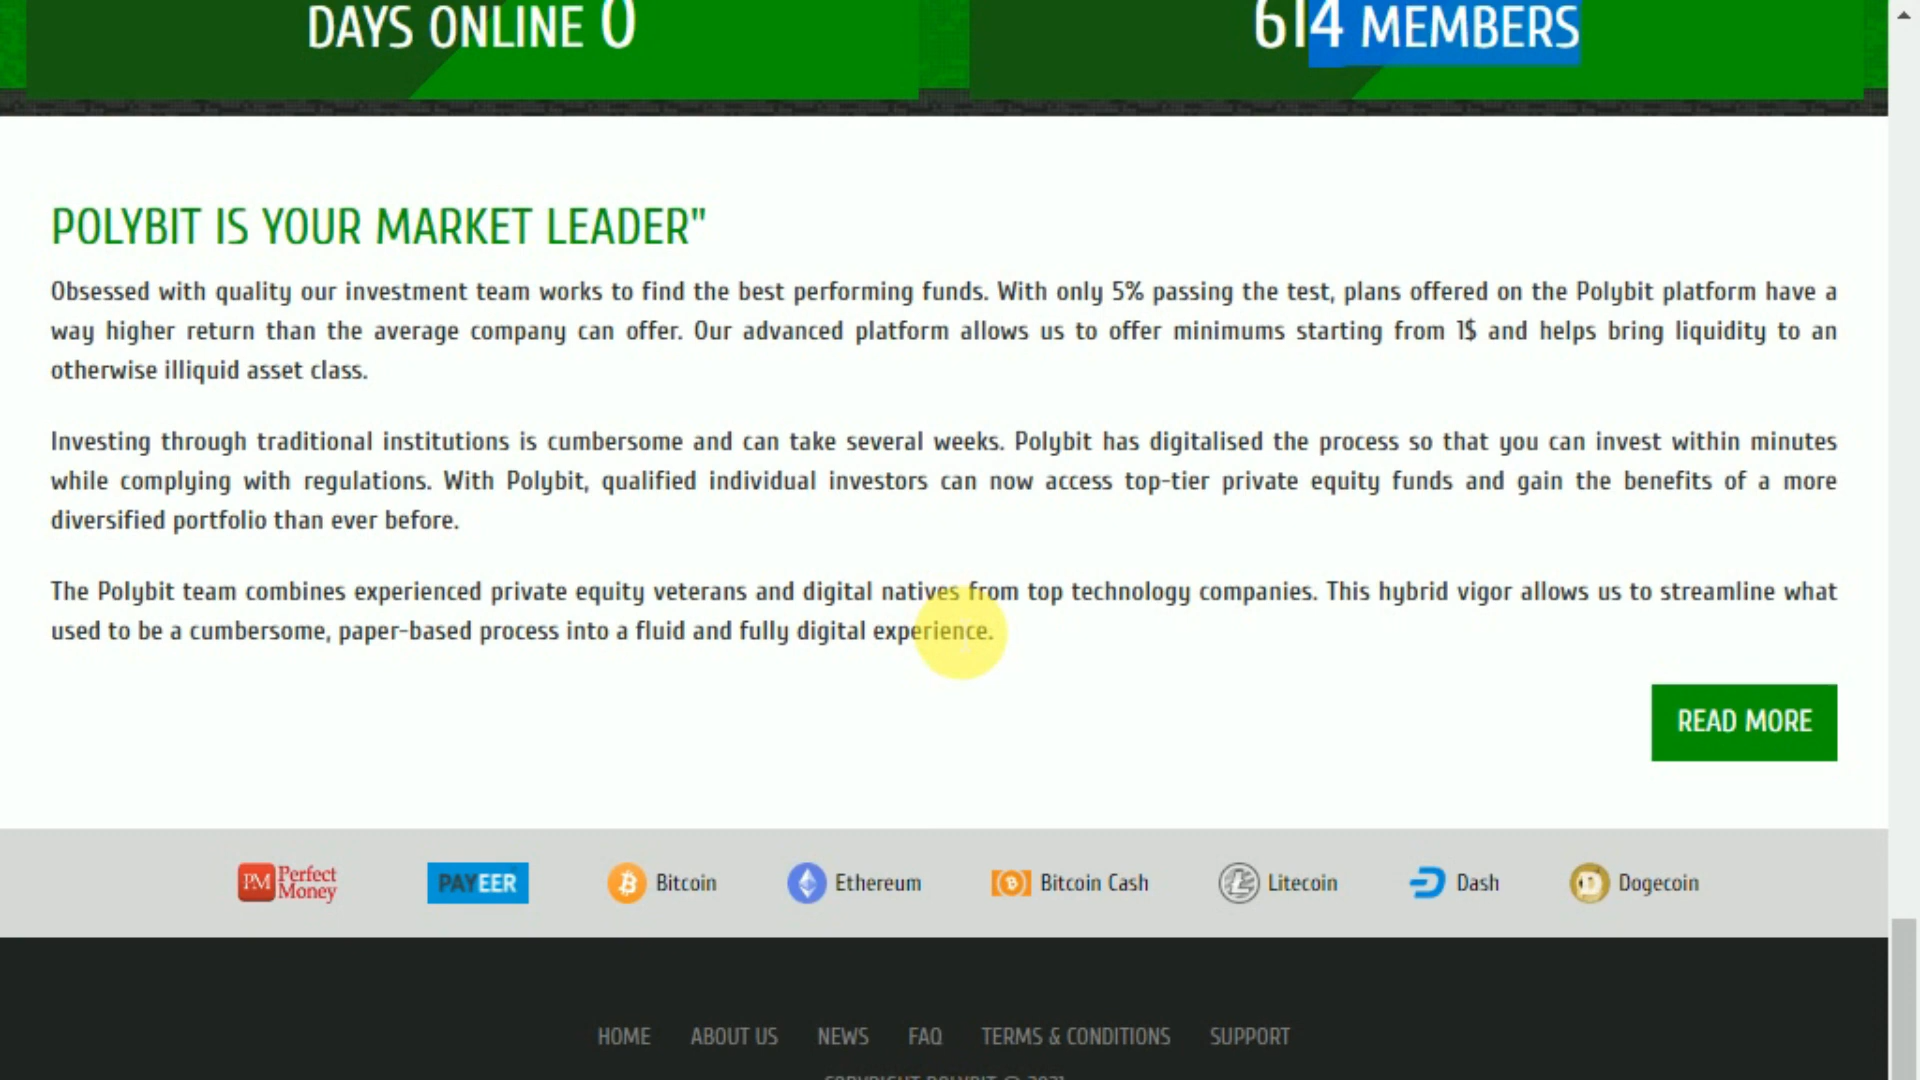 DAYS ONLINE 0
614 MEMBERS
POLYBIT IS YOUR MARKET LEADER"
Obsessed with quality our investment team works to find the best performing funds. With only 5% passing the test, plans offered on the Polybit platform have a
way higher return than the average company can offer. Our advanced platform allows us to offer minimums starting from 1$ and helps bring liquidity to an
otherwise illiquid asset class.
Investing through traditional institutions is cumbersome and can take several weeks. Polybit has digitalised the process so that you can invest within minutes
while complying with regulations. With Polybit, qualified individual investors can now access top-tier private equity funds and gain the benefits of a more
diversified portfolio than ever before.
The Polybit team combines experienced private equity veterans and digital natives from top technology companies. This hybrid vigor allows us to streamline what
used to be a cumbersome, paper-based process into a fluid and fully digital experience.
READ MORE
PM Perfect Money
PAYEER
Bitcoin
Ethereum
Bitcoin Cash
Litecoin
Dash
Dogecoin
HOME ABOUT US NEWS FAQ TERMS & CONDITIONS SUPPORT
COPYRIGHT POLYBIT © 2021